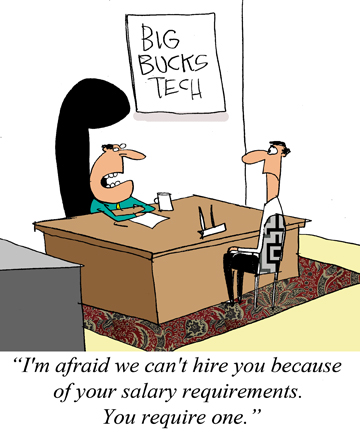 BIG
BUCKS
TECH
“I'm afraid we can't hire you because
of your salary requirements.
You require one.”